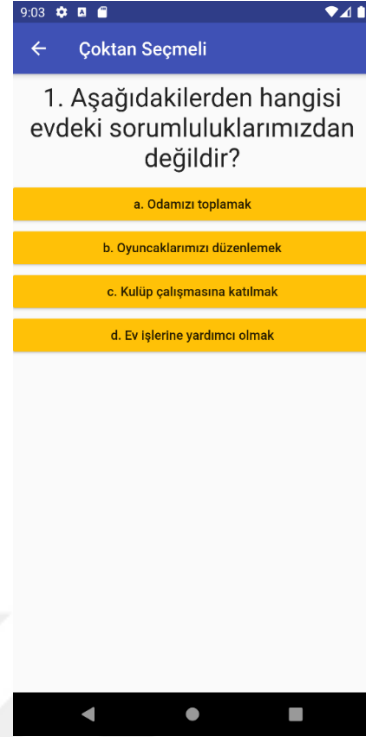 9:03
Çoktan Seçmeli
1. Aşağıdakilerden hangisi
evdeki sorumluluklarımızdan
değildir?
a. Odamızı toplamak
b. Oyuncaklarımızı düzenlemek
c. Kulüp çalışmasına katılmak
d. Ev işlerine yardımcı olmak